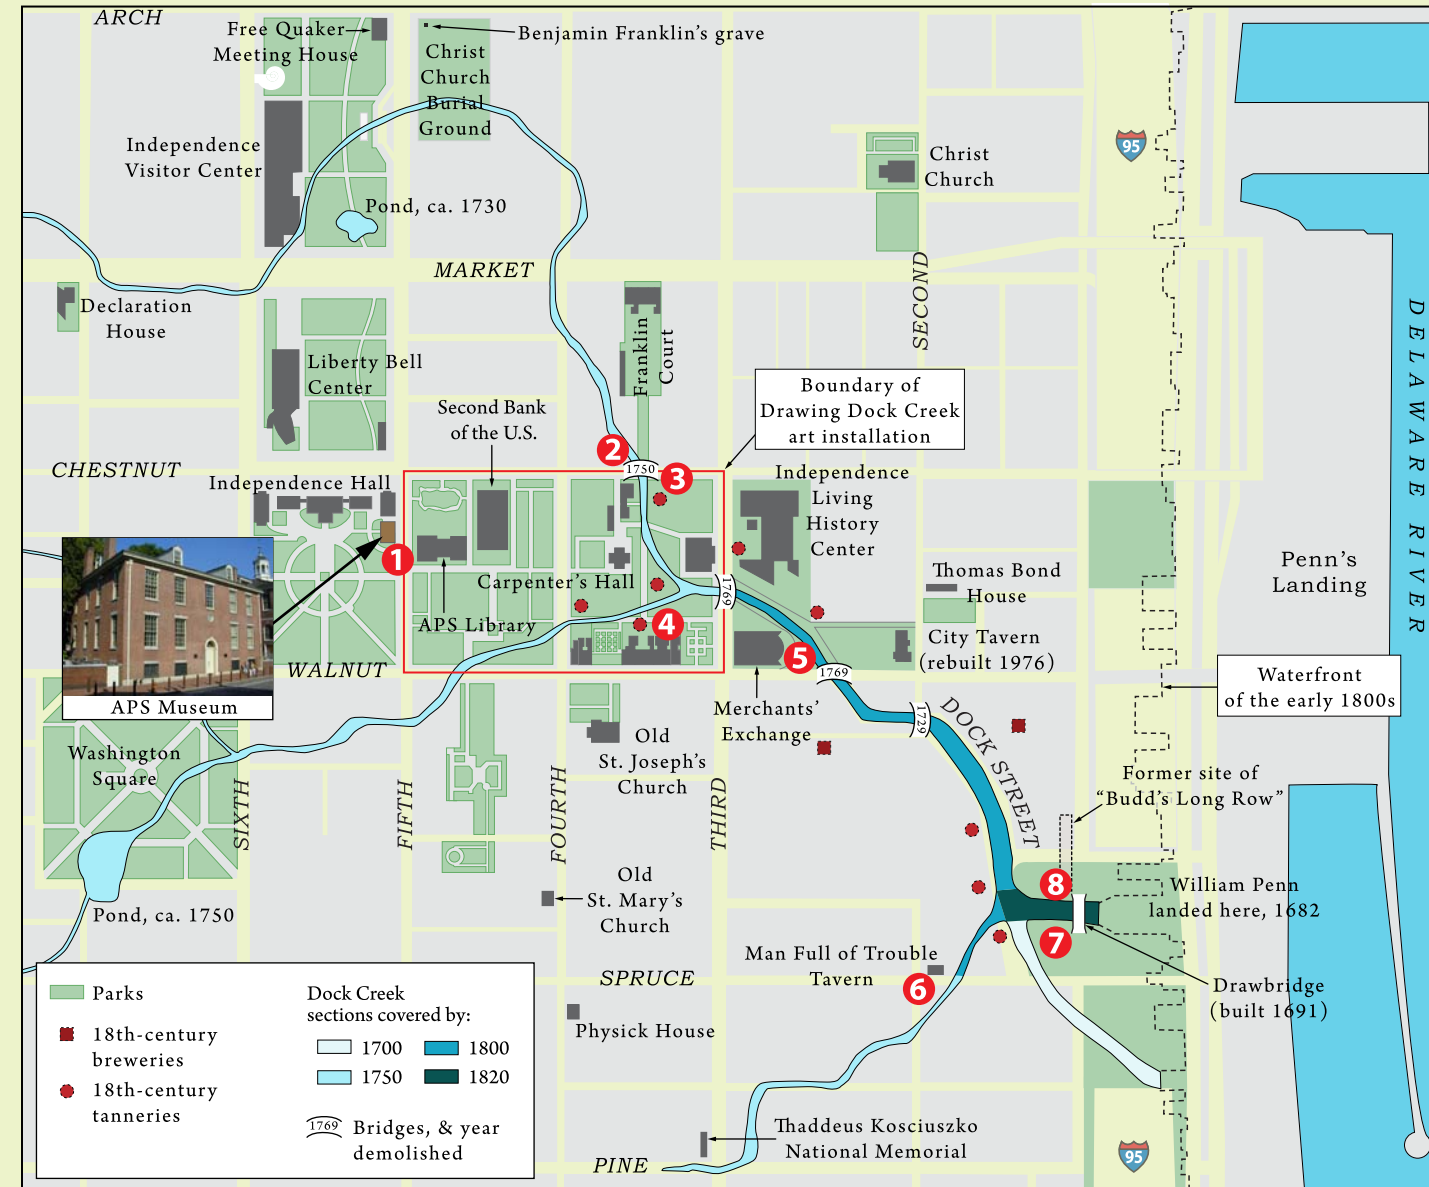 ARCH
Free Quaker
Meeting House
Benjamin Franklin's grave
Christ
Church
Burial
Ground
Independence
Visitor Center
95
Christ
Church
Pond, ca. 1730
MARKET
SECOND
Declaration
House
Franklin
Court
DELAWARE RIVER
Liberty Bell
Center
Boundary of
Drawing Dock Creek
art installation
Second Bank
of the U.S.
2
1750
3
CHESTNUT
Independence Hall
Independence
Living
History
Center
1
Penn's
Landing
Carpenter's Hall
1769
Thomas Bond
House
APS Library
4
City Tavern
(rebuilt 1976)
5
WALNUT
1769
Waterfront
of the early 1800s
APS Museum
Merchants'
Exchange
1729
DOCK STREET
Washington
Square
Old
St. Joseph's
Church
Former site of
"Budd's Long Row"
SIXTH
FIFTH
FOURTH
THIRD
Old
St. Mary's
Church
8
William Penn
landed here, 1682
Pond, ca. 1750
7
Man Full of Trouble
Tavern
SPRUCE
6
Drawbridge
(built 1691)
Physick House
Parks
18th-century
breweries
18th-century
tanneries
Dock Creek
sections covered by:
1700
1800
1750
1820
1769
Bridges, & year
demolished
Thaddeus Kosciuszko
National Memorial
PINE
95